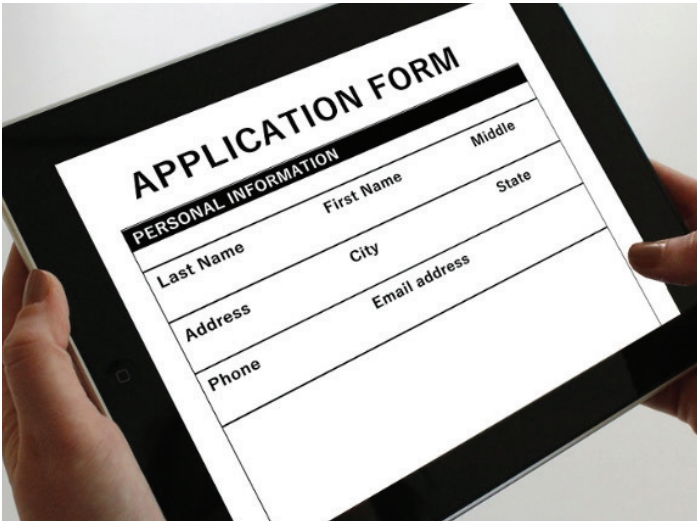 APPLICATION FORM
PERSONAL INFORMATION
Last Name First Name Middle
Address City State
Phone Email address